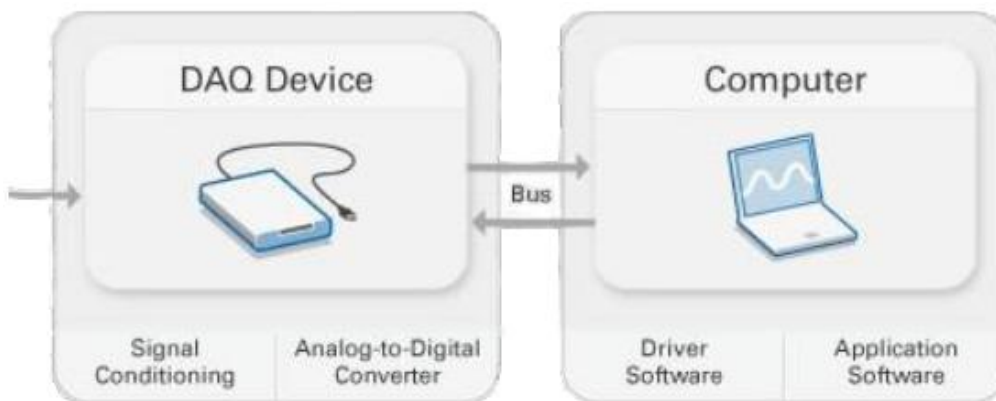 DAQ Device
Computer
Bus
Signal
Conditioning
Analog-to-Digital
Converter
Driver
Software
Application
Software